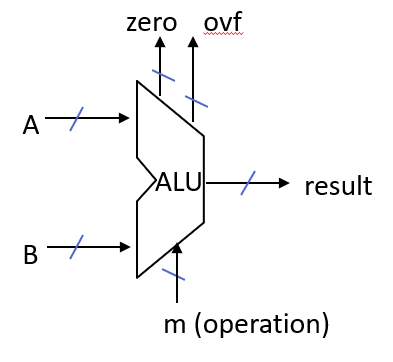 zero ovf
A
ALU
result
B
m (operation)